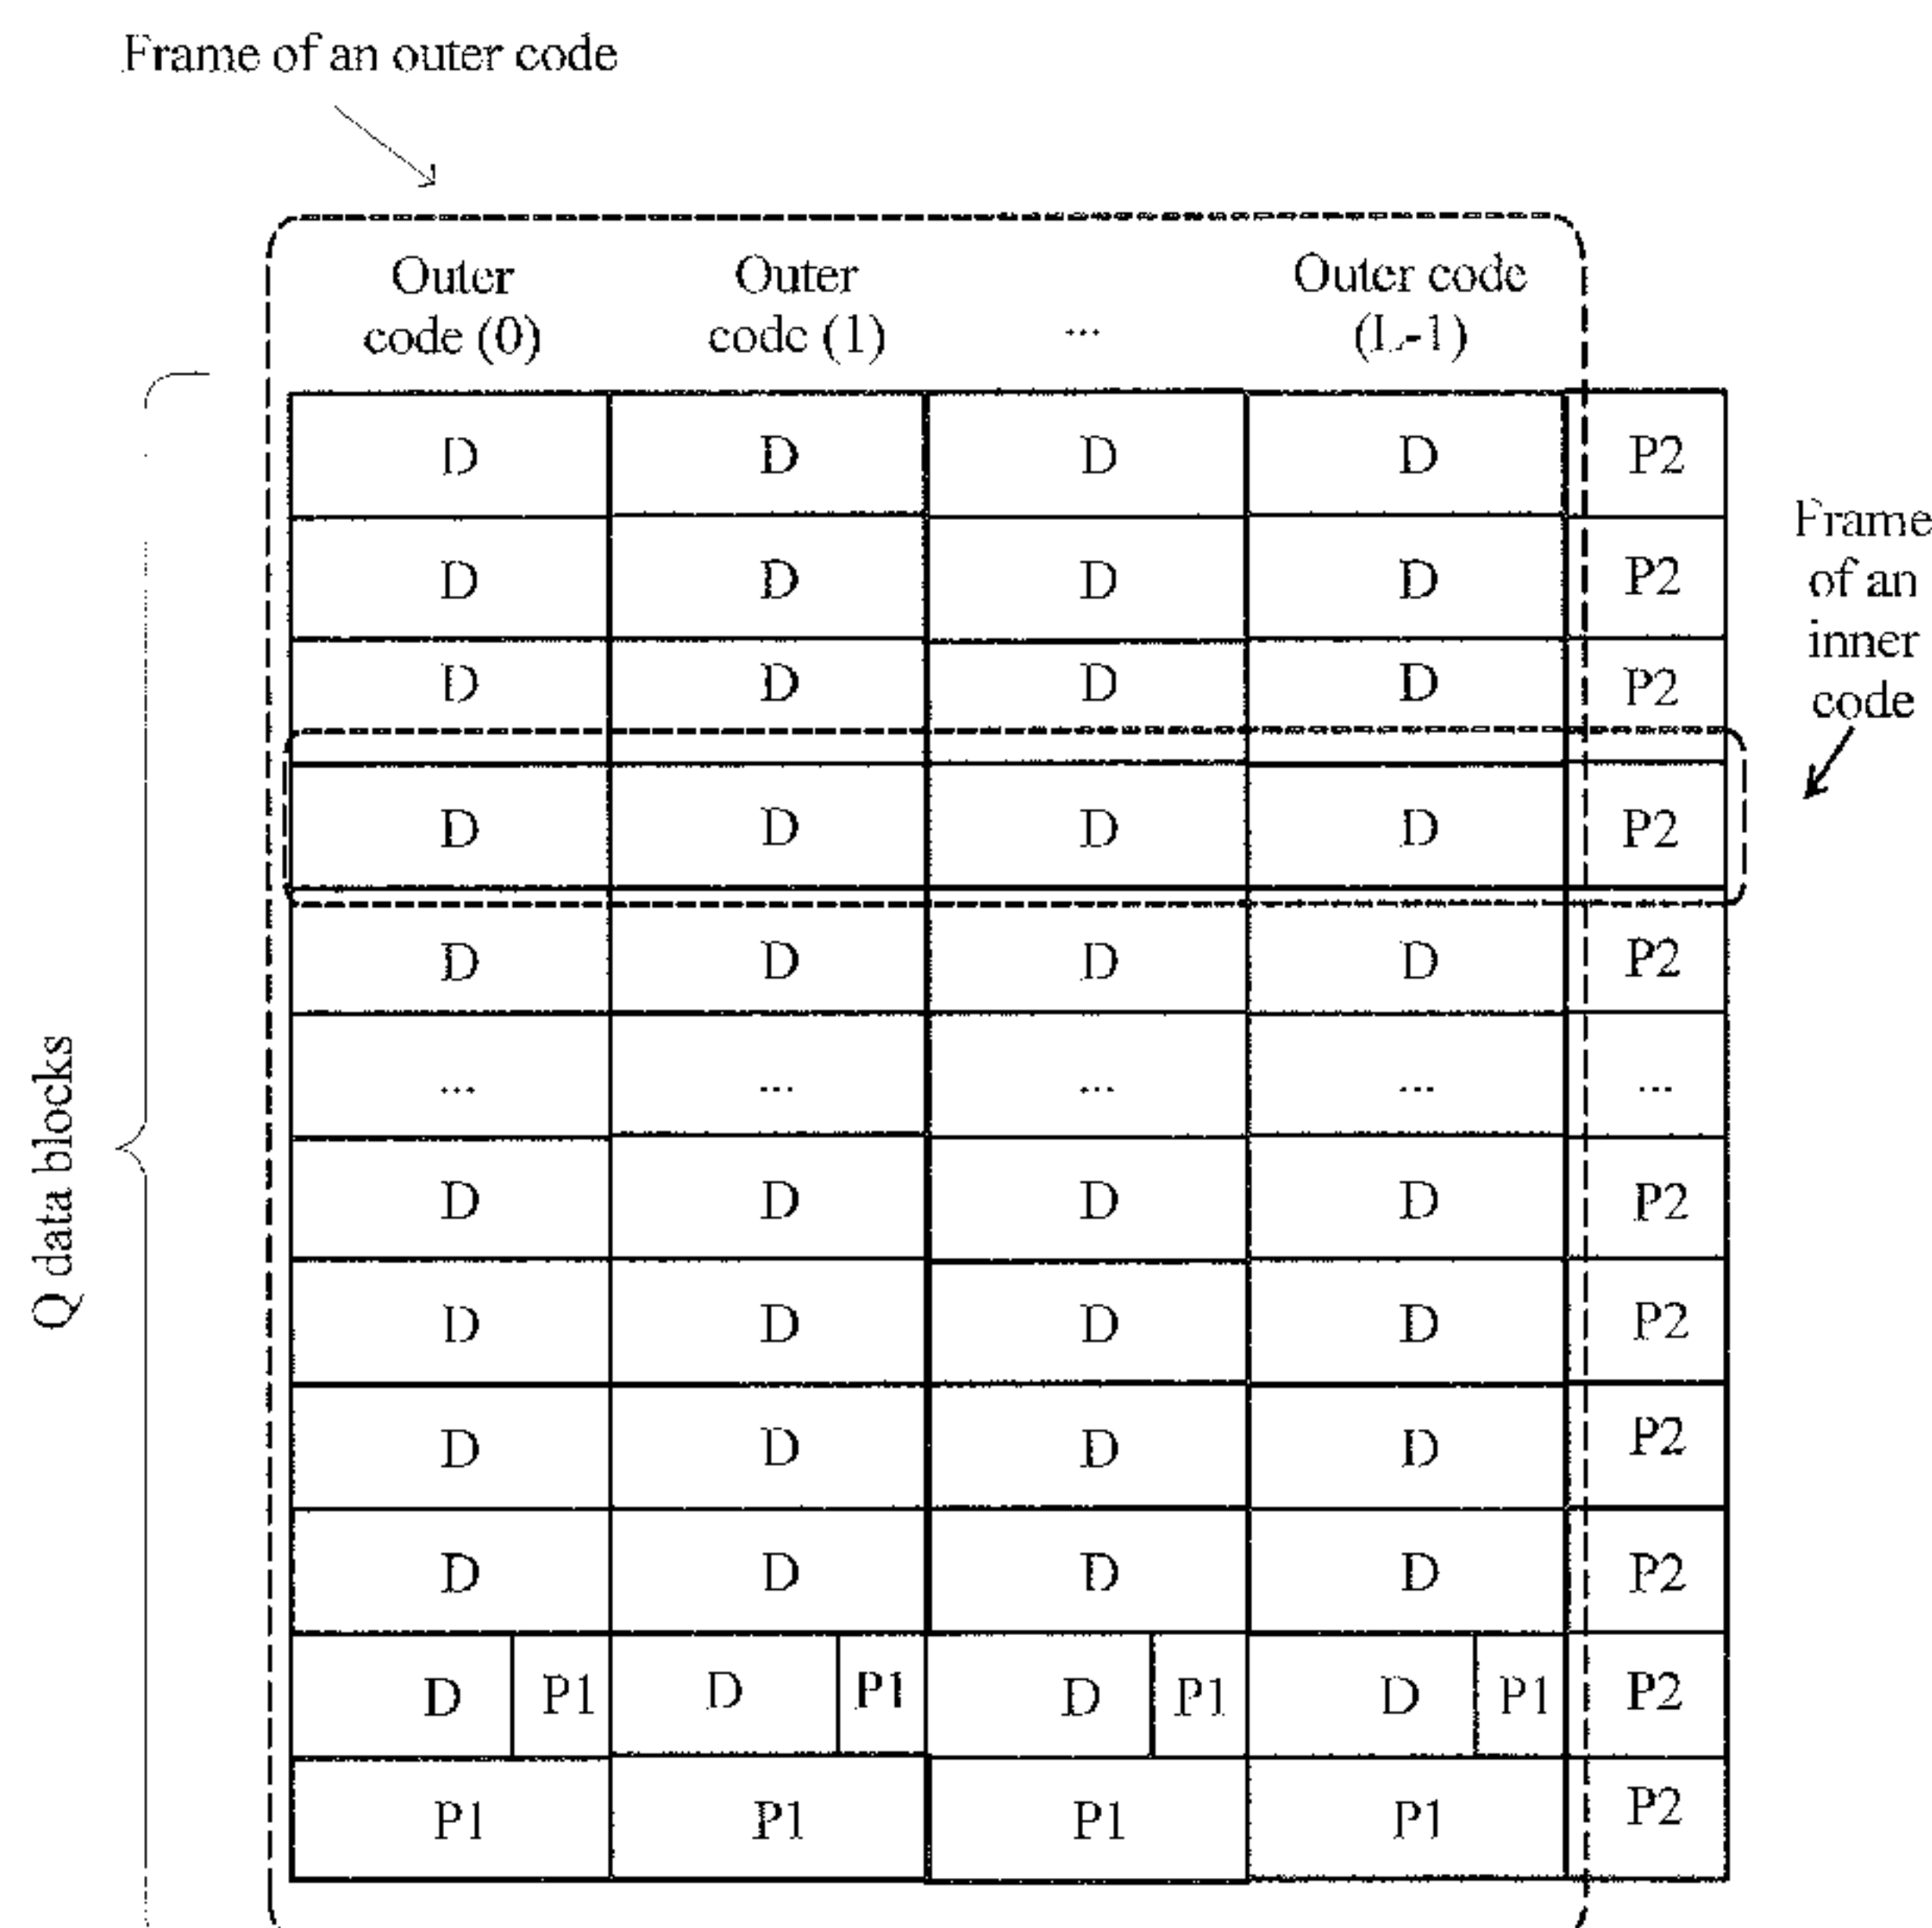 Frame of an outer code
Outer code (0) Outer code (1) ... Outer code (L-1)
D D D D P2
D D D D P2
D D D D P2
Frame of an inner code
D D D D P2
D D D D P2
... ... ... ... ...
Q data blocks
D D D D P2
D D D D P2
D D D D P2
D D D D P2
D P1 D P1 D P1 D P1 P2
P1 P1 P1 P1 P2